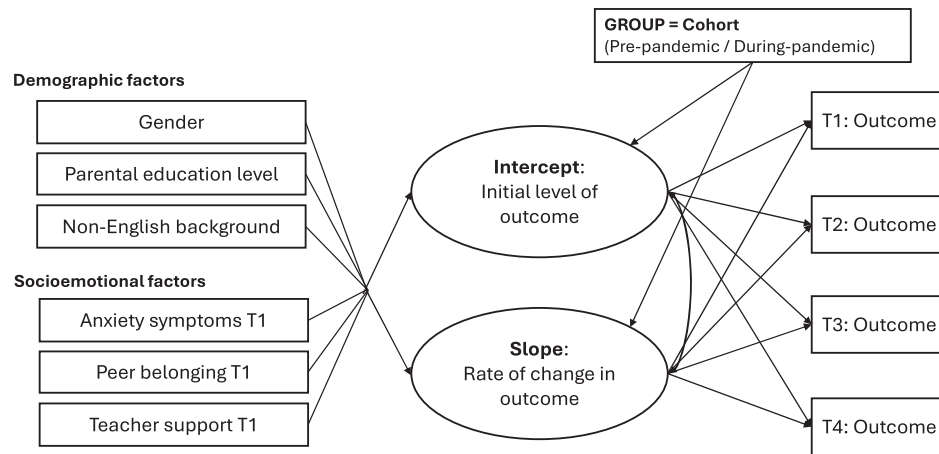 GROUP = Cohort
(Pre-pandemic / During-pandemic)
Demographic factors
Gender
Parental education level
Non-English background
Socioemotional factors
Anxiety symptoms T1
Peer belonging T1
Teacher support T1
Intercept:
Initial level of
outcome
Slope:
Rate of change in
outcome
T1: Outcome
T2: Outcome
T3: Outcome
T4: Outcome